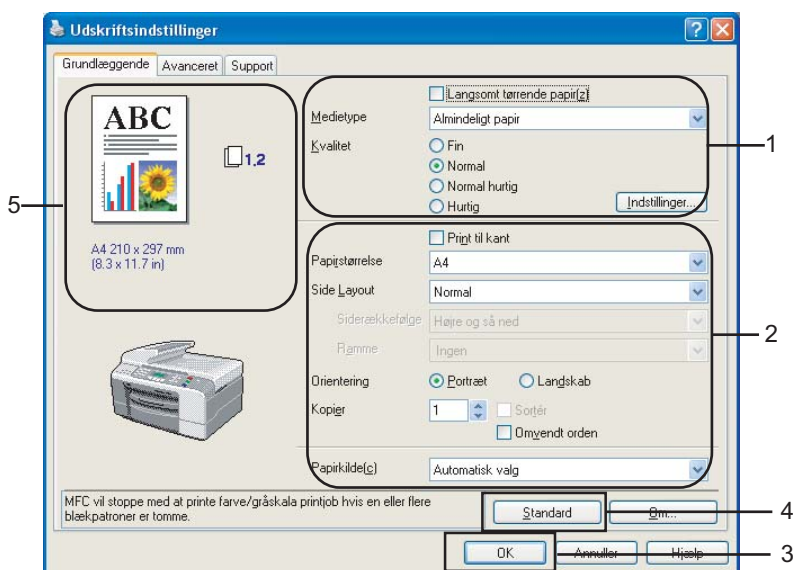 Udskriftsindstillinger
Grundlæggende Avanceret Support
ABC
1.2
A4 210 x 297 mm
(8.3 x 11.7 in)
Langsomt tørrende papir(z)
Medietype Almindeligt papir
Kvalitet Fin
Normal
Normal hurtig
Hurtig
Indstillinger...
Print til kant
Papirstørrelse A4
Side Layout Normal
Siderækkefølge Højre og så ned
Ramme Ingen
Orientering Portræt Landskab
Kopier 1 Sortér
Omvendt orden
Papirkilde(c) Automatisk valg
MFC vil stoppe med at printe farve/gråskala printjob hvis en eller flere
blækpatroner er tomme.
Standard Om...
OK Annuller Hjælp
1
2
3
4
5